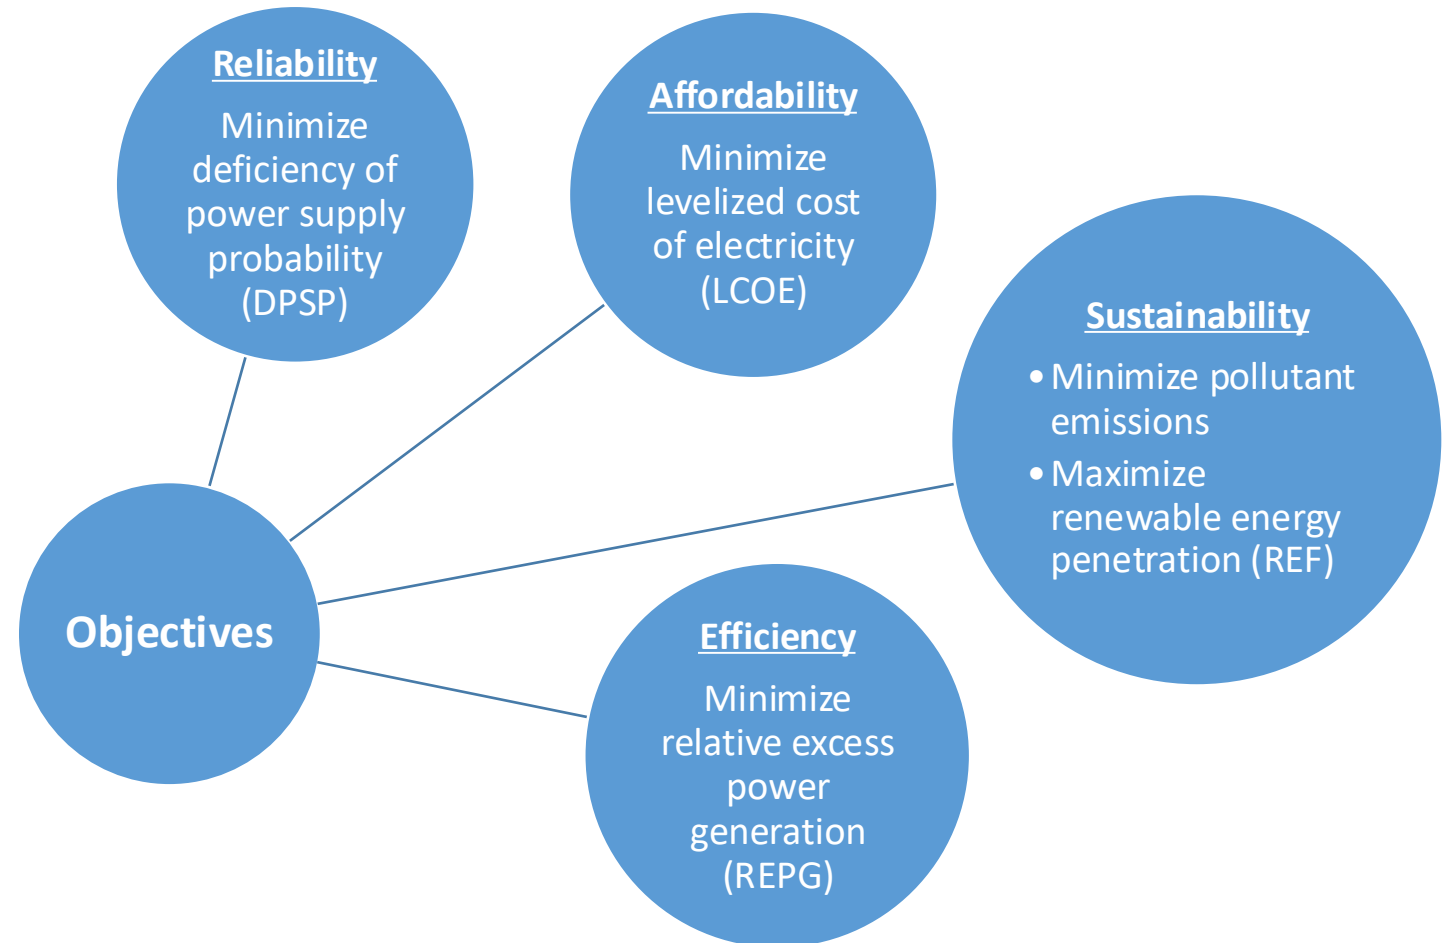 Reliability
Minimize
deficiency of
power supply
probability
(DPSP)
Affordability
Minimize
levelized cost
of electricity
(LCOE)
Sustainability
• Minimize pollutant
emissions
• Maximize
renewable energy
penetration (REF)
Objectives
Efficiency
Minimize
relative excess
power
generation
(REPG)